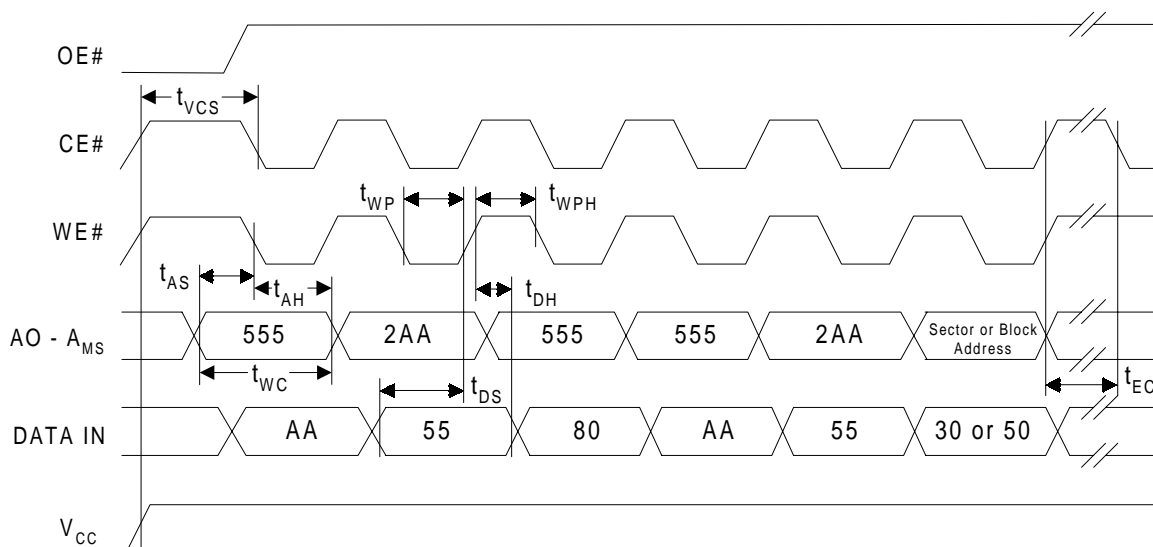 OE#
tVCS
CE#
tWP
tWPH
WE#
tAS
tAH
tDH
AO - AMS
555
2AA
555
555
2AA
Sector or Block
Address
tWC
tDS
tEC
DATA IN
AA
55
80
AA
55
30 or 50
VCC